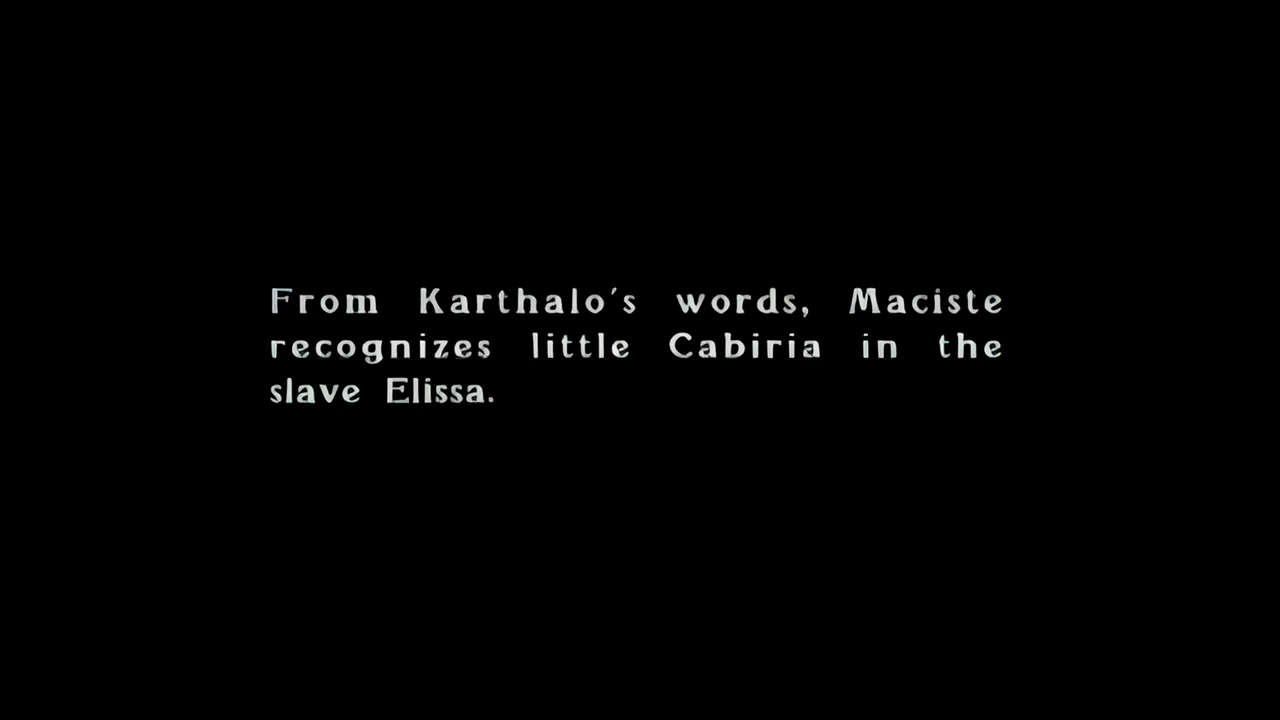 From Karthalo's words, Maciste
recognizes little Cabiria in the
slave Elissa.